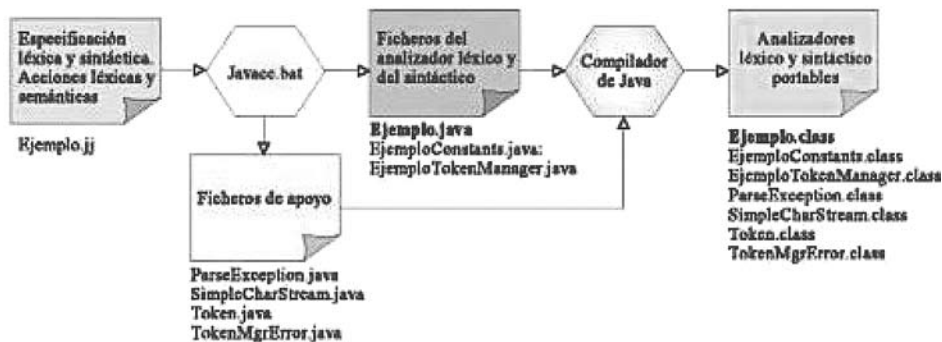 Especificación
léxica y sintáctica.
Acciones léxicas y
semánticas
Ejemplo.jj
Javacc.bat
Ficheros del
analizador léxico y
del sintáctico
Ejemplo.java
EjemploConstants.java:
EjemploTokenManager.java
Compilador
de Java
Analizadores
léxico y sintáctico
portables
Ejemplo.class
EjemploConstants.class
EjemploTokenManager.class
ParseException.class
SimpleCharStream.class
Token.class
TokenMgrError.class
Ficheros de apoyo
ParseException.java
SimpleCharStream.java
Token.java
TokenMgrError.java